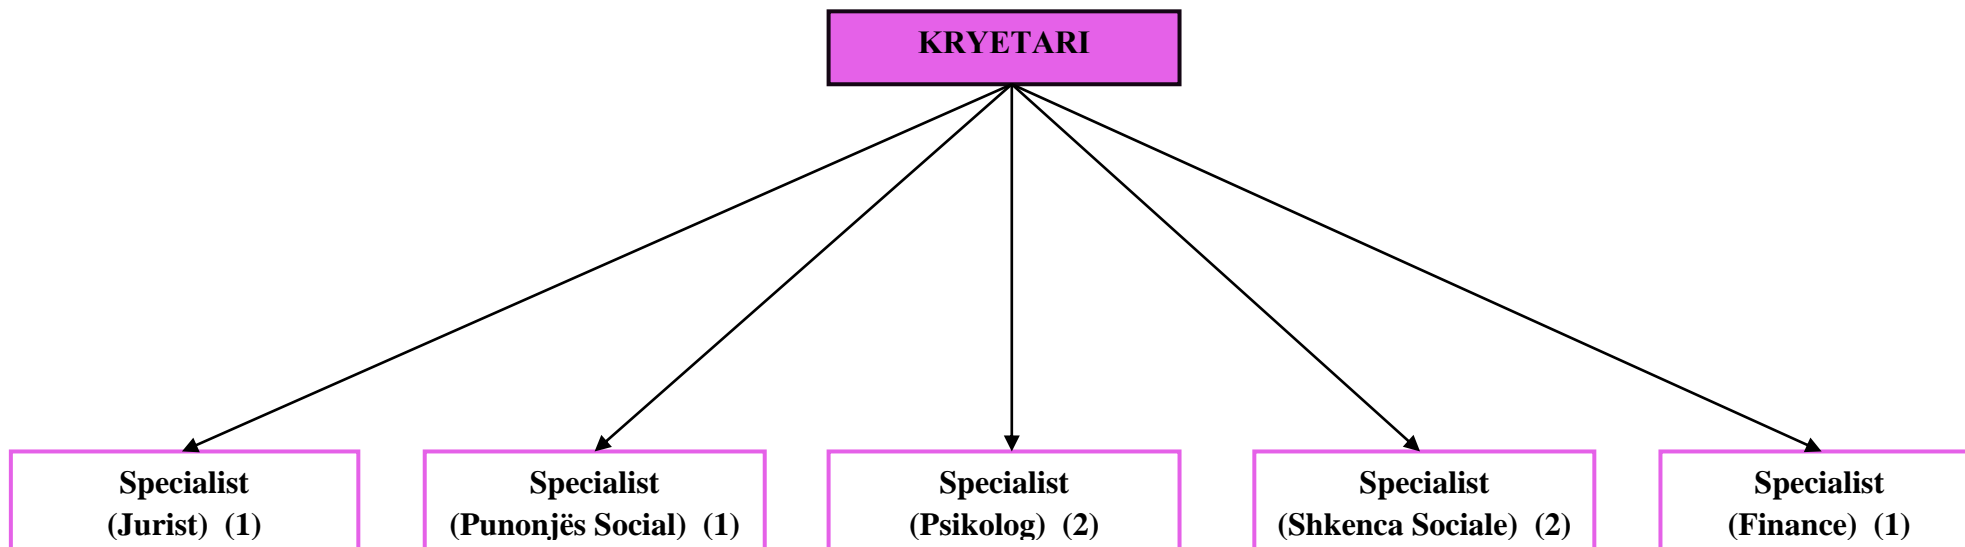 KRYETARI
Specialist
(Jurist) (1)
Specialist
(Punonjës Social) (1)
Specialist
(Psikolog) (2)
Specialist
(Shkenca Sociale) (2)
Specialist
(Finance) (1)